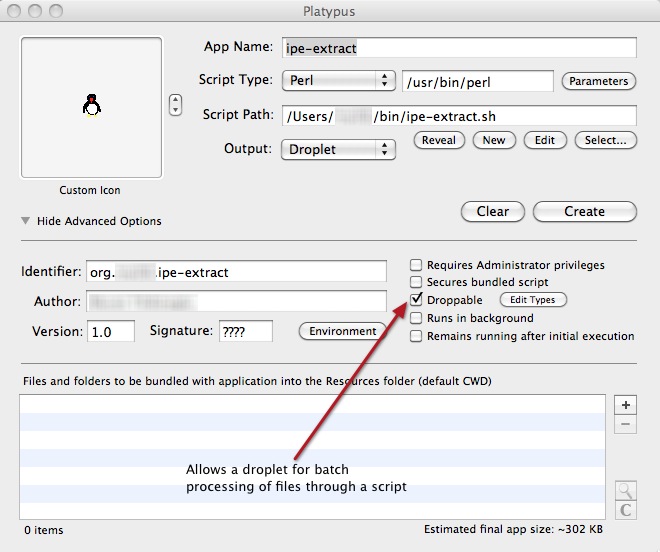 Platypus
App Name: ipe-extract
Script Type: Perl /usr/bin/perl Parameters
Script Path: /Users/ /bin/ipe-extract.sh
Output: Droplet Reveal New Edit Select...
Custom Icon
Hide Advanced Options Clear Create
Identifier: org. .ipe-extract
Author:
Version: 1.0 Signature: ???? Environment
Requires Administrator privileges
Secures bundled script
Droppable Edit Types
Runs in background
Remains running after initial execution
Files and folders to be bundled with application into the Resources folder (default CWD)
+
−
Allows a droplet for batch
processing of files through a script
C
0 items Estimated final app size: ~302 KB